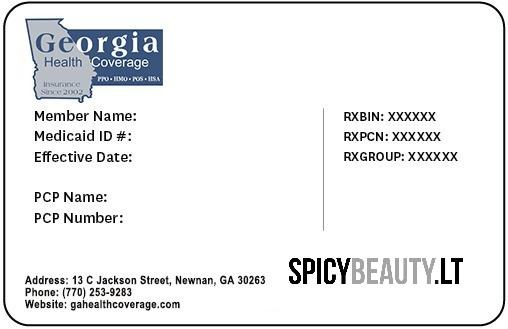 Georgia
Health Coverage
PPO • HMO • POS • HSA
Insurance
Since 2002
Member Name:
Medicaid ID #:
Effective Date:
PCP Name:
PCP Number:
RXBIN: XXXXXX
RXPCN: XXXXXX
RXGROUP: XXXXXX
Address: 13 C Jackson Street, Newnan, GA 30263
Phone: (770) 253-9283
Website: gahealthcoverage.com
SPICYBEAUTY.LT